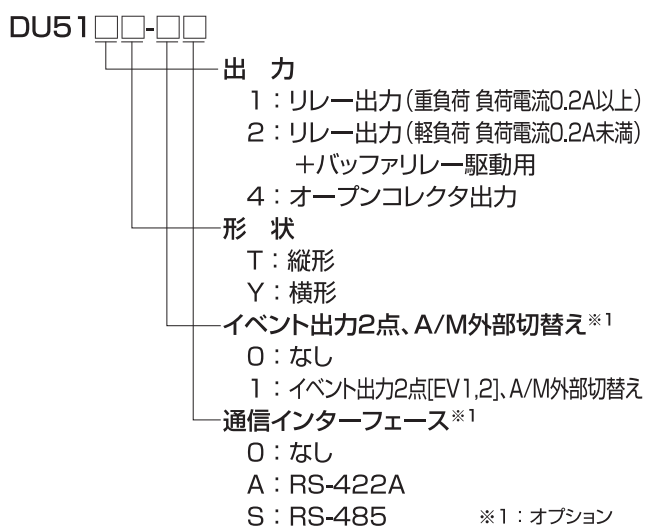 DU51□□-□□
出　力
1：リレー出力（重負荷 負荷電流0.2A以上）
2：リレー出力（軽負荷 負荷電流0.2A未満）
＋バッファリレー駆動用
4：オープンコレクタ出力
形　状
T：縦形
Y：横形
イベント出力2点、A/M外部切替え※1
0：なし
1：イベント出力2点[EV1,2]、A/M外部切替え
通信インターフェース※1
0：なし
A：RS-422A
S：RS-485　※1：オプション